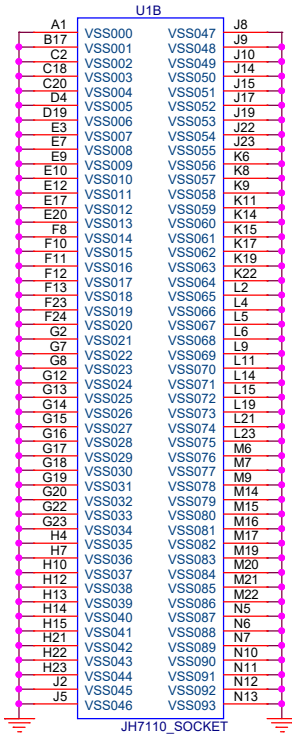 U1B
A1 VSS000 VSS047 J8
B17 VSS001 VSS048 J9
C2 VSS002 VSS049 J10
C18 VSS003 VSS050 J14
C20 VSS004 VSS051 J15
D4 VSS005 VSS052 J17
D19 VSS006 VSS053 J19
E3 VSS007 VSS054 J22
E7 VSS008 VSS055 J23
E9 VSS009 VSS056 K6
E10 VSS010 VSS057 K8
E12 VSS011 VSS058 K9
E17 VSS012 VSS059 K11
E20 VSS013 VSS060 K14
F8 VSS014 VSS061 K15
F10 VSS015 VSS062 K17
F11 VSS016 VSS063 K19
F12 VSS017 VSS064 K22
F13 VSS018 VSS065 L2
F23 VSS019 VSS066 L4
F24 VSS020 VSS067 L5
G2 VSS021 VSS068 L6
G7 VSS022 VSS069 L9
G8 VSS023 VSS070 L11
G12 VSS024 VSS071 L14
G13 VSS025 VSS072 L15
G14 VSS026 VSS073 L19
G15 VSS027 VSS074 L21
G16 VSS028 VSS075 L23
G17 VSS029 VSS076 M6
G18 VSS030 VSS077 M7
G19 VSS031 VSS078 M9
G20 VSS032 VSS079 M14
G22 VSS033 VSS080 M15
G23 VSS034 VSS081 M16
H4 VSS035 VSS082 M17
H7 VSS036 VSS083 M19
H10 VSS037 VSS084 M20
H12 VSS038 VSS085 M21
H13 VSS039 VSS086 M22
H14 VSS040 VSS087 N5
H15 VSS041 VSS088 N6
H21 VSS042 VSS089 N7
H22 VSS043 VSS090 N10
H23 VSS044 VSS091 N11
J2 VSS045 VSS092 N12
J5 VSS046 VSS093 N13
JH7110_SOCKET